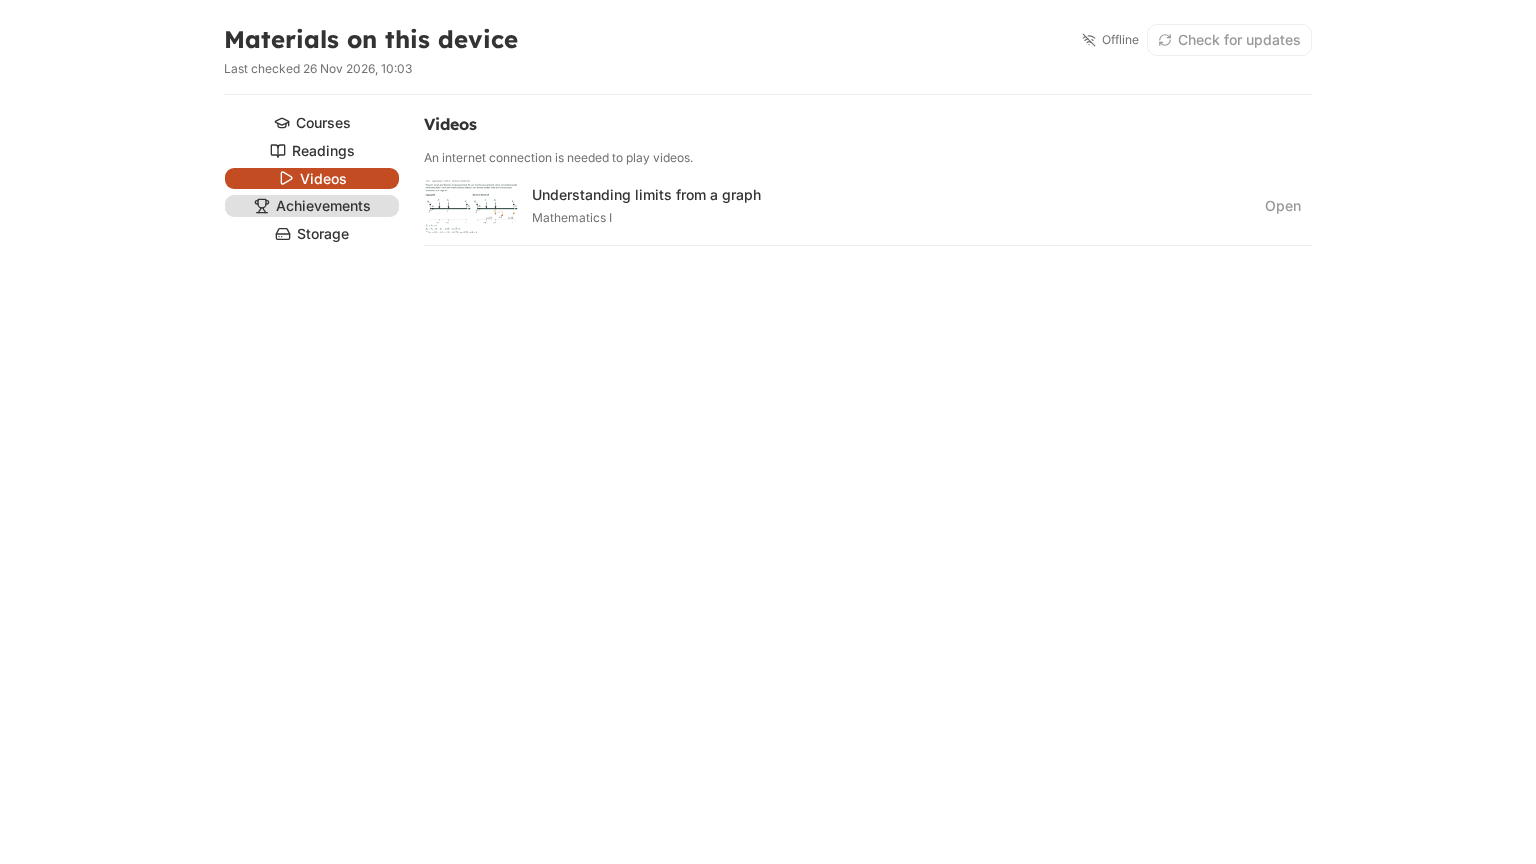 Materials on this device
Offline
Check for updates
Last checked 26 Nov 2026, 10:03
Courses
Readings
Videos
Achievements
Storage
Videos
An internet connection is needed to play videos.
Understanding limits from a graph
Mathematics I
Open